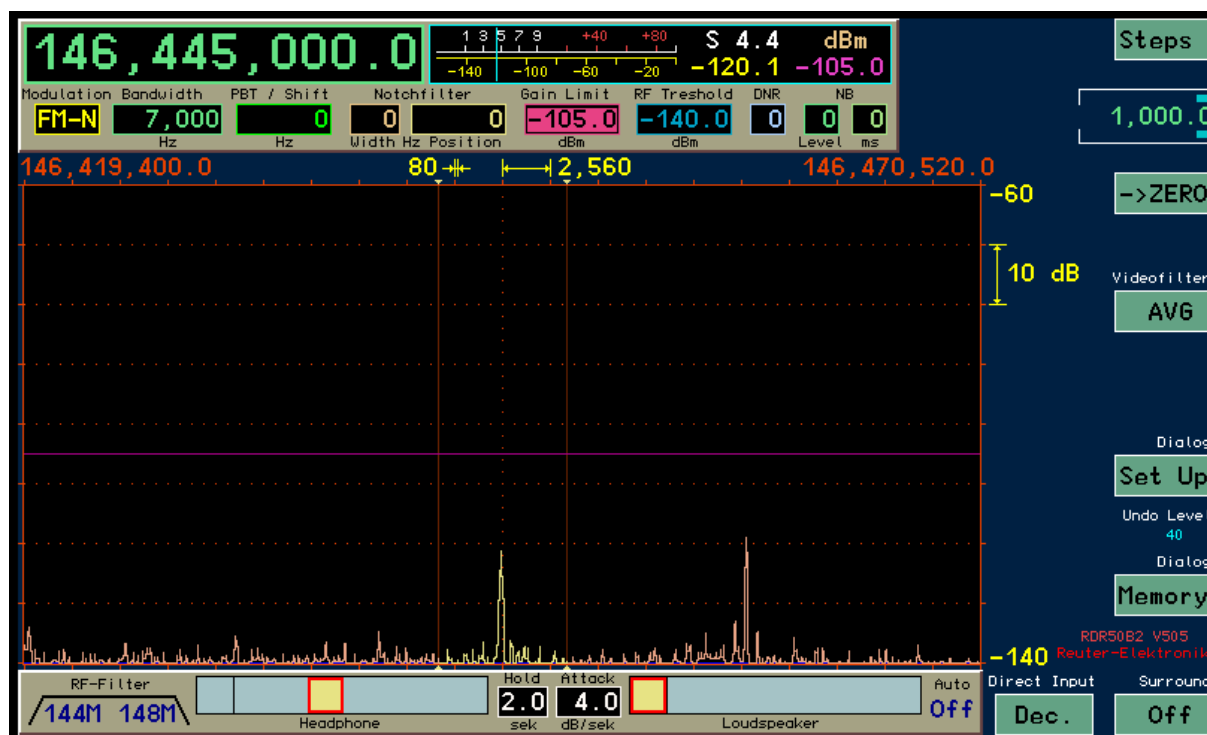 146,445,000.0
1 3 5 7 9 +40 +80
S 4.4 dBm
-140 -100 -60 -20
-120.1 -105.0
Steps
Modulation Bandwidth PBT / Shift Notchfilter Gain Limit RF Treshold DNR NB
FM-N 7,000 0 0 0 -105.0 -140.0 0 0 0
Hz Hz Width Hz Position dBm dBm Level ms
1,000.0
146,419,400.0 80 2,560 146,470,520.0
-60
->ZERO
10 dB
Videofilter
AVG
Dialog
Set Up
Undo Level
40
Dialog
Memory
RDR50B2 V505
-140 Reuter-Elektronik
RF-Filter
144M 148M
Headphone
Hold Attack
2.0 4.0
sek dB/sek
Loudspeaker
Auto
Off
Direct Input
Dec.
Surround
Off